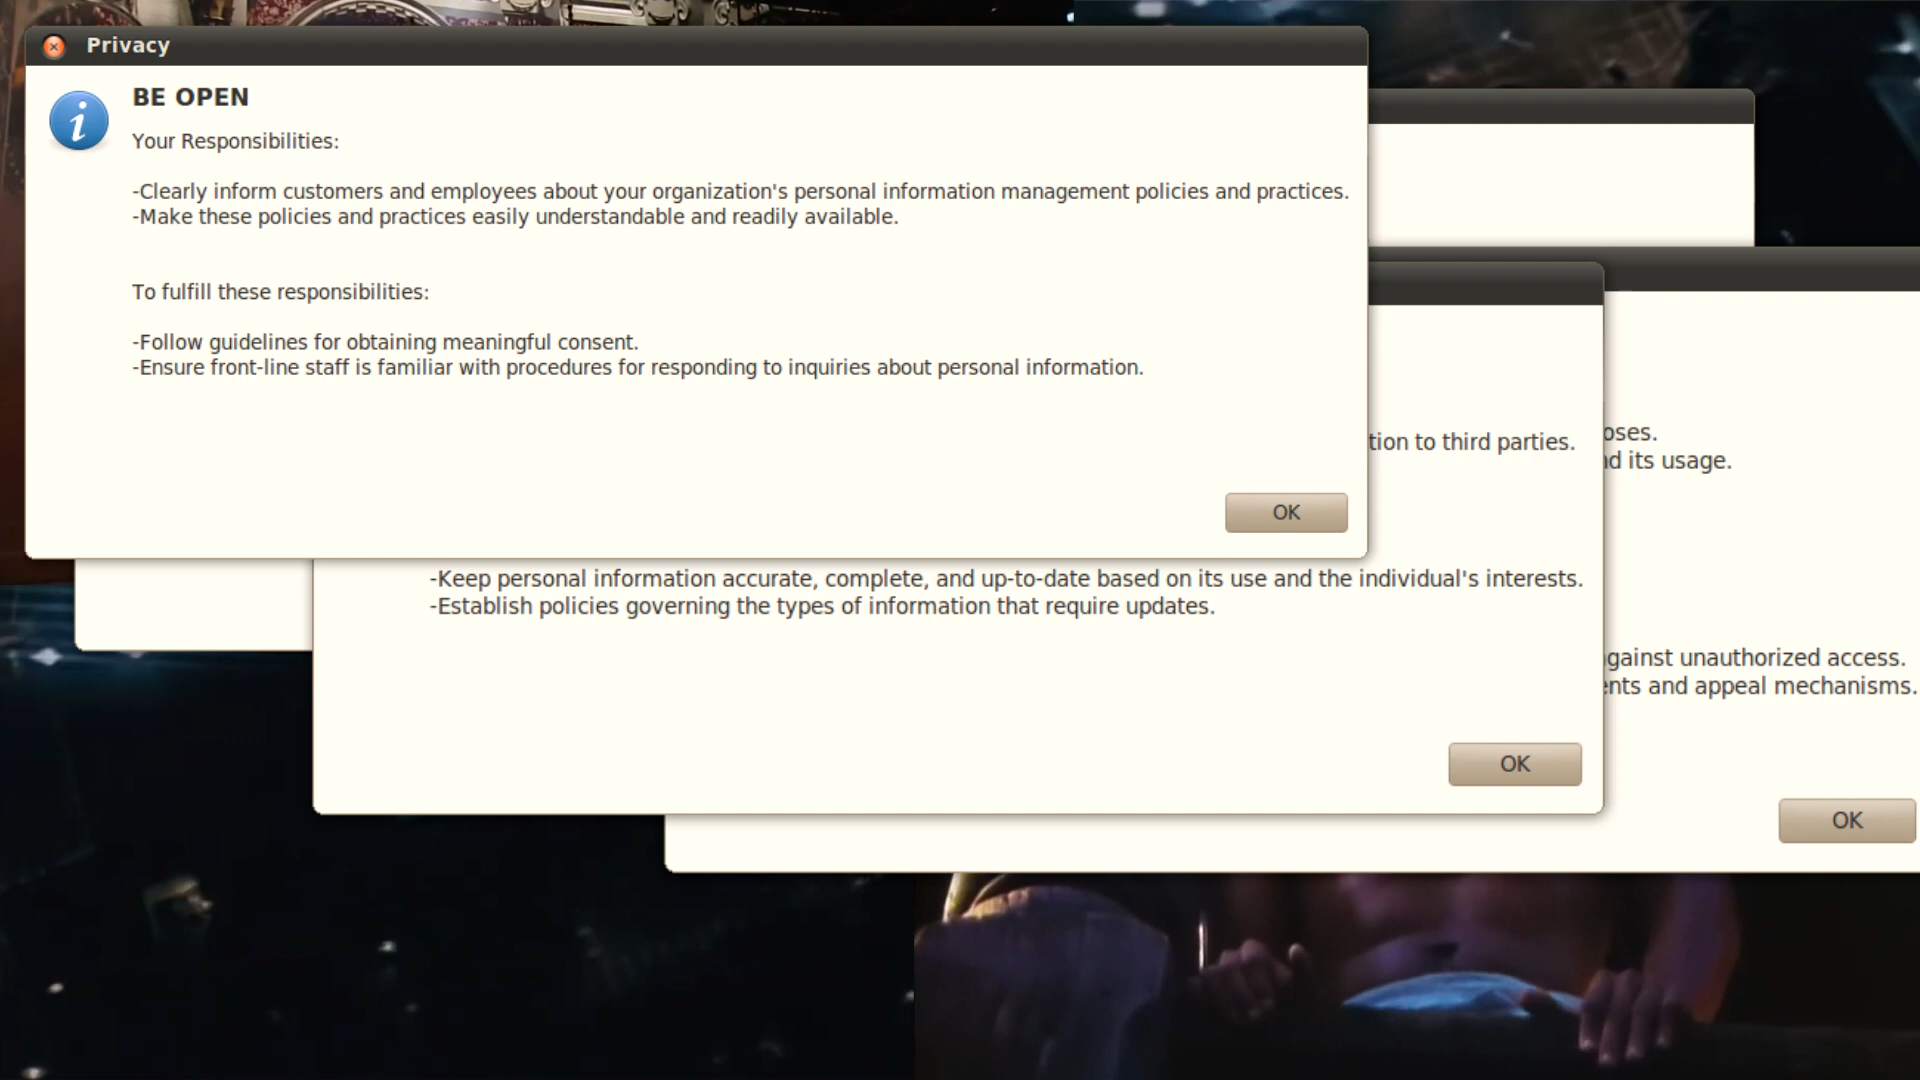 Privacy
BE OPEN
Your Responsibilities:
-Clearly inform customers and employees about your organization's personal information management policies and practices.
-Make these policies and practices easily understandable and readily available.
To fulfill these responsibilities:
-Follow guidelines for obtaining meaningful consent.
-Ensure front-line staff is familiar with procedures for responding to inquiries about personal information.
OK
to third parties.
-Keep personal information accurate, complete, and up-to-date based on its use and the individual's interests.
-Establish policies governing the types of information that require updates.
OK
its usage.
unauthorized access.
and appeal mechanisms.
OK